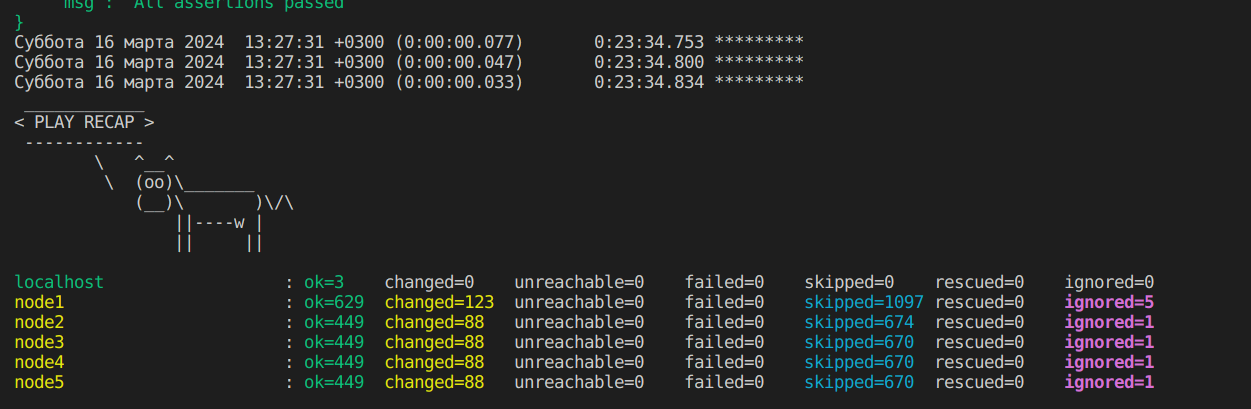 msg : All assertions passed
}
Суббота 16 марта 2024  13:27:31 +0300 (0:00:00.077)       0:23:34.753 *********
Суббота 16 марта 2024  13:27:31 +0300 (0:00:00.047)       0:23:34.800 *********
Суббота 16 марта 2024  13:27:31 +0300 (0:00:00.033)       0:23:34.834 *********
 ____________
< PLAY RECAP >
 ------------
        \   ^__^
         \  (oo)\_______
            (__)\       )\/\
                ||----w |
                ||     ||
localhost                  : ok=3    changed=0    unreachable=0    failed=0    skipped=0    rescued=0    ignored=0
node1                      : ok=629  changed=123  unreachable=0    failed=0    skipped=1097 rescued=0    ignored=5
node2                      : ok=449  changed=88   unreachable=0    failed=0    skipped=674  rescued=0    ignored=1
node3                      : ok=449  changed=88   unreachable=0    failed=0    skipped=670  rescued=0    ignored=1
node4                      : ok=449  changed=88   unreachable=0    failed=0    skipped=670  rescued=0    ignored=1
node5                      : ok=449  changed=88   unreachable=0    failed=0    skipped=670  rescued=0    ignored=1